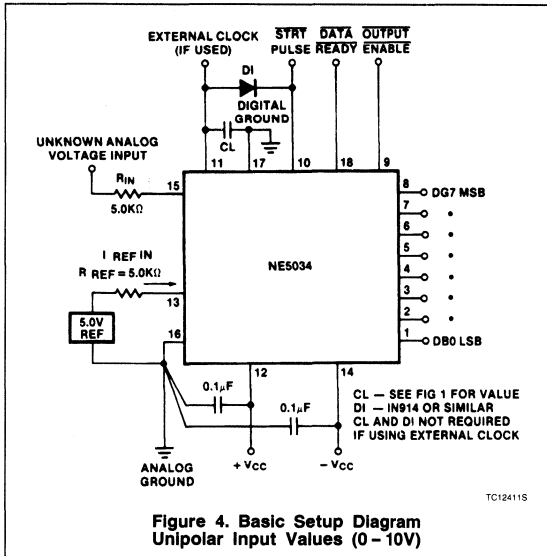 EXTERNAL CLOCK
(IF USED)
STRT
PULSE
DATA
READY
OUTPUT
ENABLE
DI
DIGITAL
GROUND
CL
11
17
10
18
9
UNKNOWN ANALOG
VOLTAGE INPUT
RIN
5.0KΩ
15
8
DG7 MSB
7
6
5
4
3
2
1
DB0 LSB
NE5034
I REF IN
R REF = 5.0KΩ
13
5.0V
REF
16
12
14
0.1µF
0.1µF
ANALOG
GROUND
+ VCC
− VCC
CL — SEE FIG 1 FOR VALUE
DI — IN914 OR SIMILAR
CL AND DI NOT REQUIRED
IF USING EXTERNAL CLOCK
TC12411S
Figure 4. Basic Setup Diagram
Unipolar Input Values (0 – 10V)